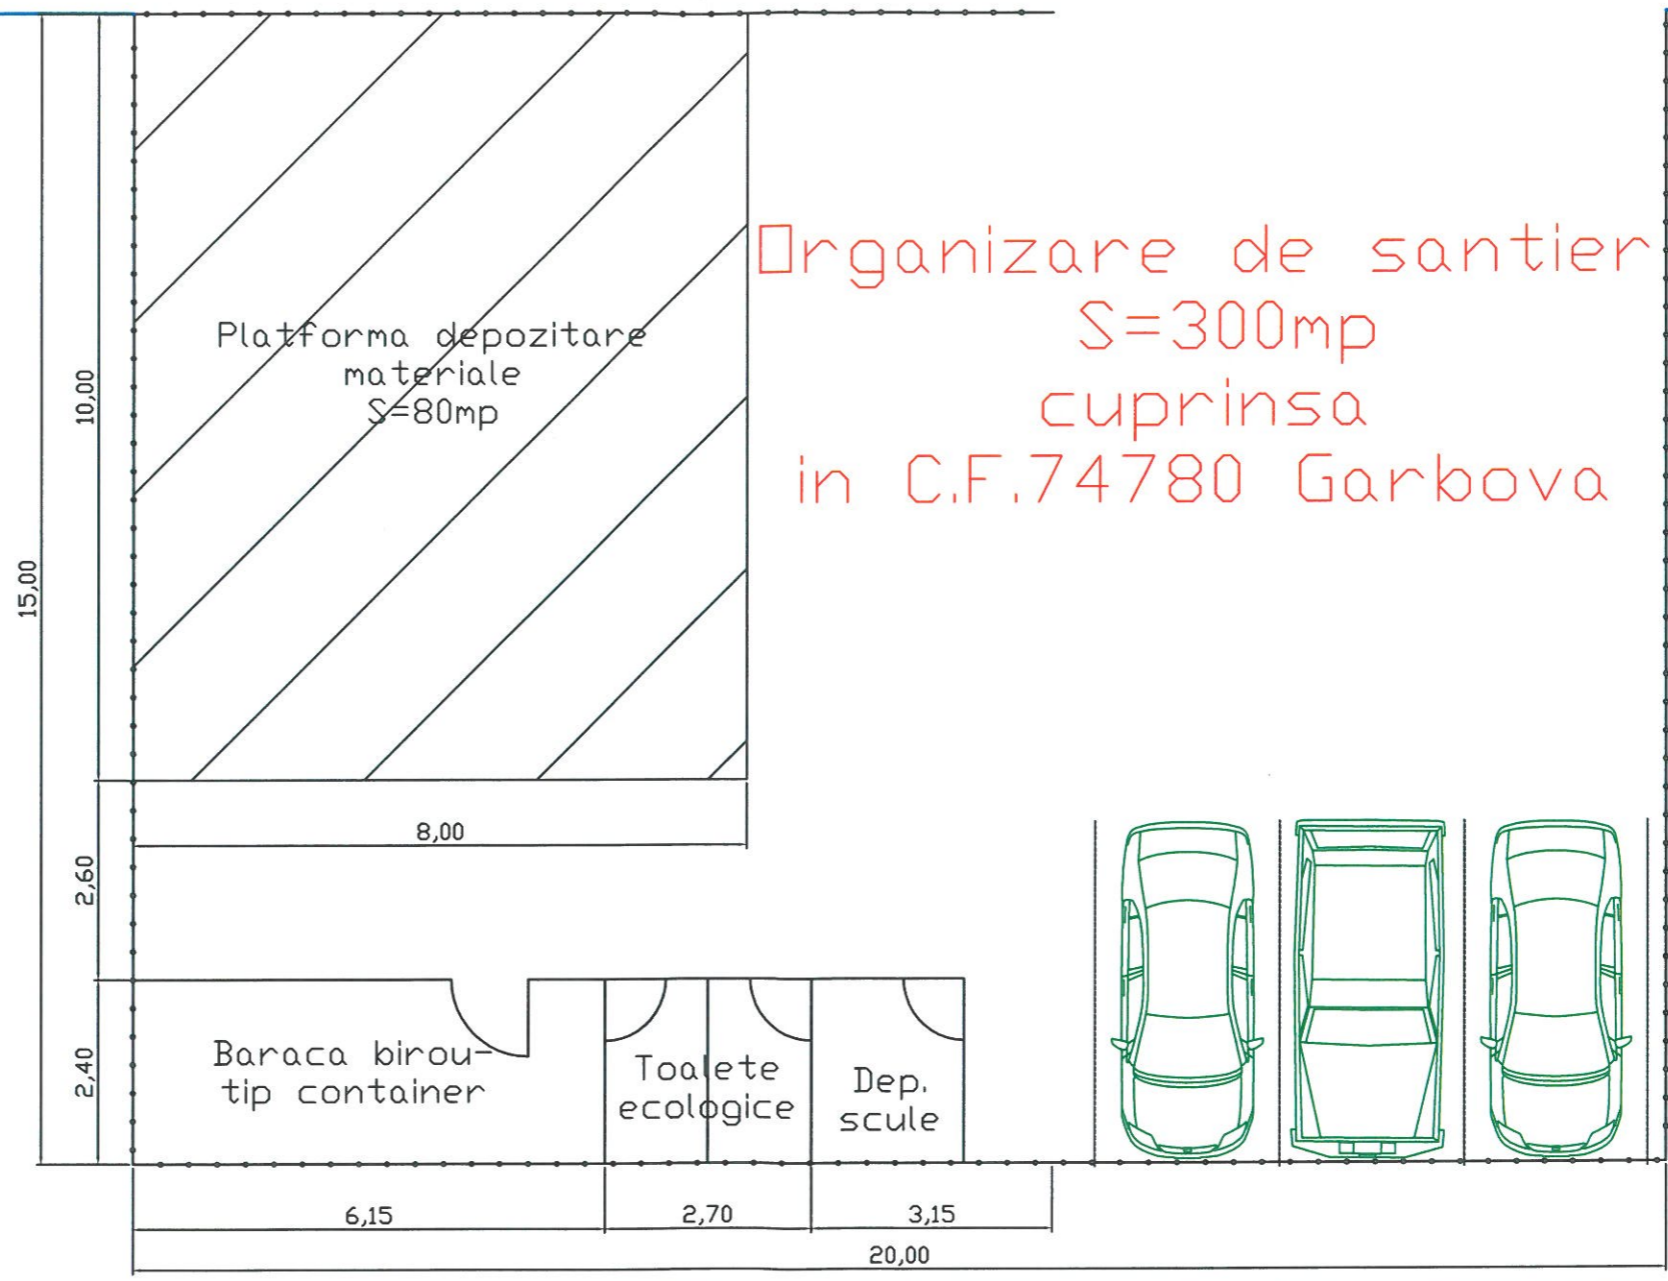 Organizare de santier
S=300mp
cuprinsa
in C.F.74780 Garbova
Platforma depozitare
materiale
S=80mp
10,00
15,00
8,00
2,60
2,40
Baraca birou-
tip container
Toalete
ecologice
Dep.
scule
6,15
2,70
3,15
20,00